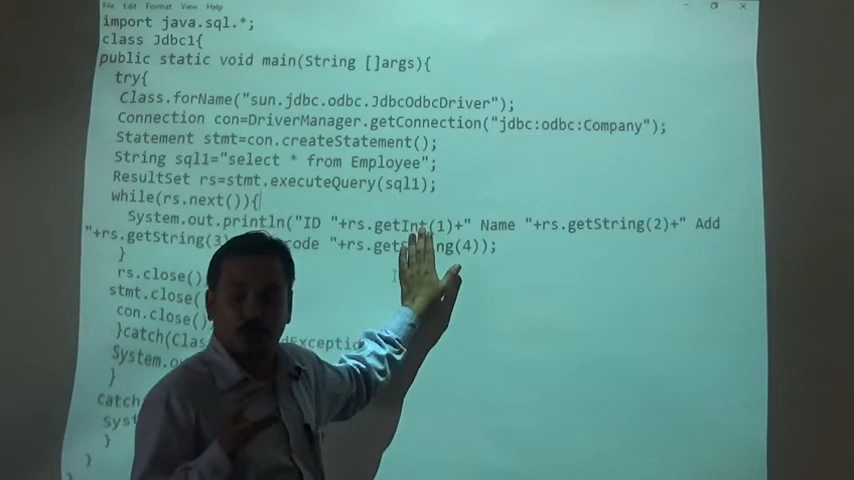 File Edit Format View Help
import java.sql.*;
class Jdbc1{
public static void main(String []args){
try{
Class.forName("sun.jdbc.odbc.JdbcOdbcDriver");
Connection con=DriverManager.getConnection("jdbc:odbc:Company");
Statement stmt=con.createStatement();
String sql1="select * from Employee";
ResultSet rs=stmt.executeQuery(sql1);
while(rs.next()){
System.out.println("ID "+rs.getInt(1)+" Name "+rs.getString(2)+" Add
"+rs.getString(3) code "+rs.getString(4));
}
rs.close()
stmt.close(
con.close()
}catch(Clas dException
System.o
}
catch
Syst
}
}
}